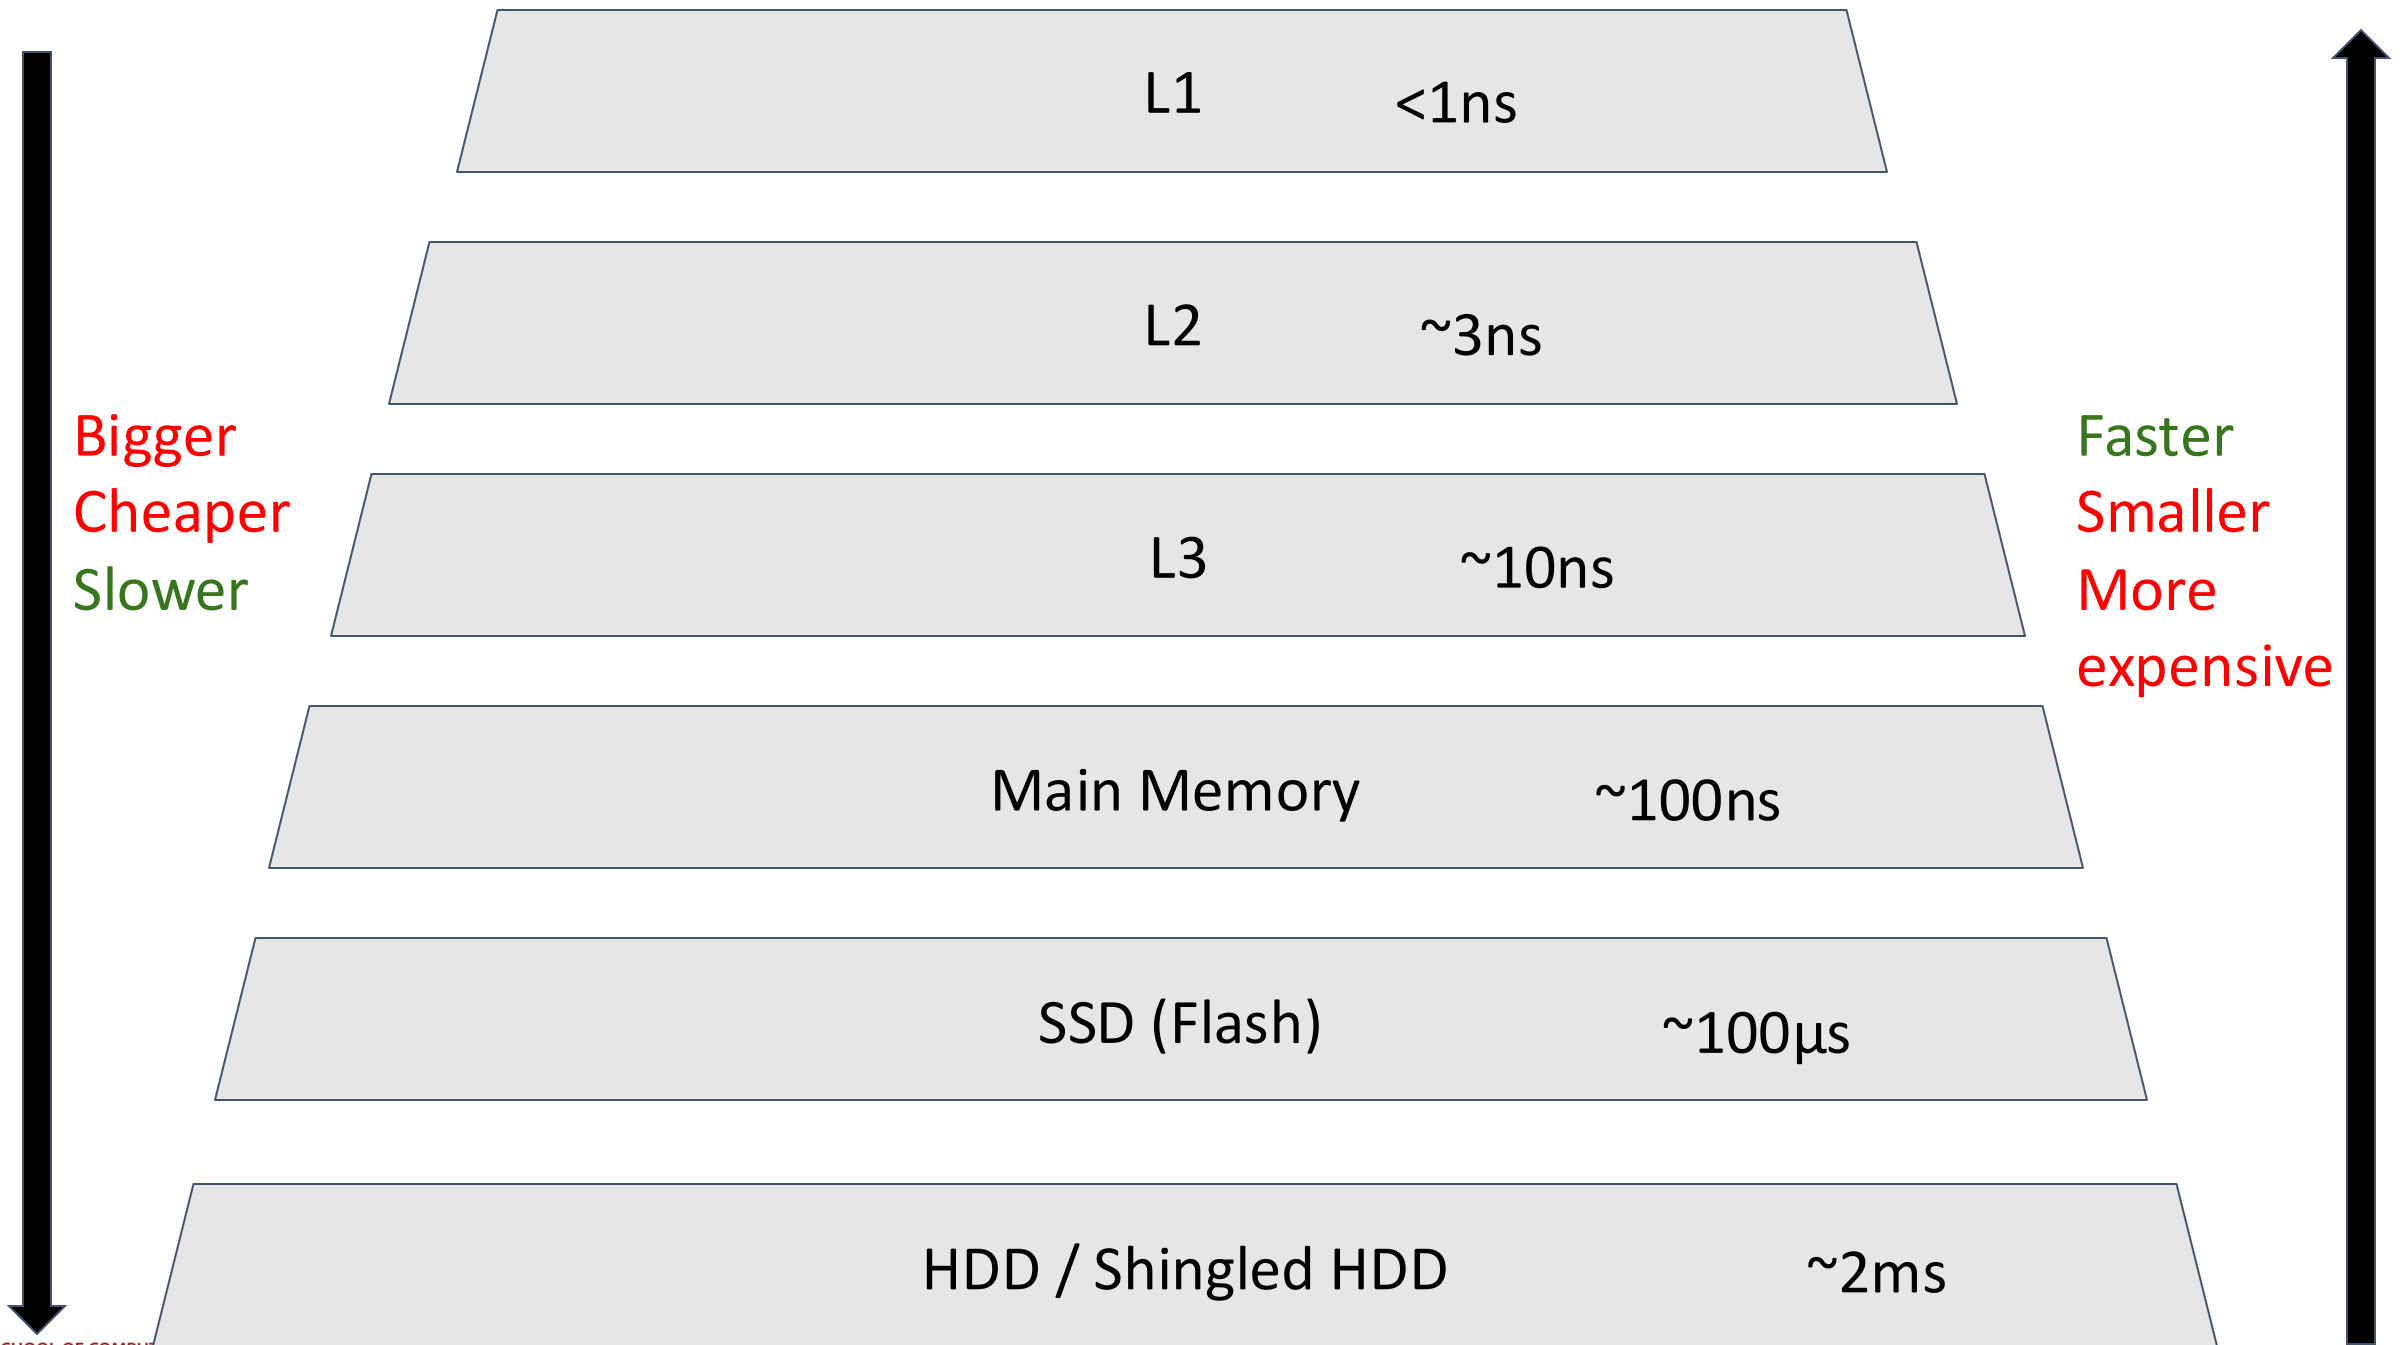 L1 <1ns
L2 ~3ns
Bigger
Cheaper
Slower
Faster
Smaller
More
expensive
L3 ~10ns
Main Memory ~100ns
SSD (Flash) ~100μs
HDD / Shingled HDD ~2ms